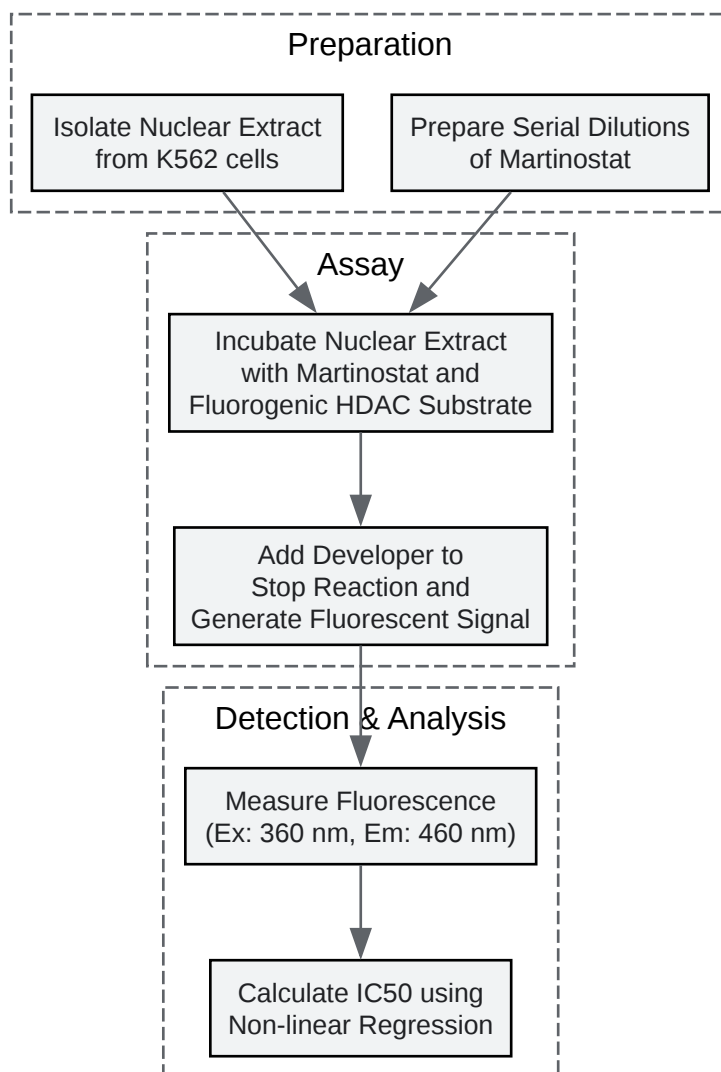 Preparation
Isolate Nuclear Extract
from K562 cells
Prepare Serial Dilutions
of Martinostat
Assay
Incubate Nuclear Extract
with Martinostat and
Fluorogenic HDAC Substrate
Add Developer to
Stop Reaction and
Generate Fluorescent Signal
Detection & Analysis
Measure Fluorescence
(Ex: 360 nm, Em: 460 nm)
Calculate IC50 using
Non-linear Regression